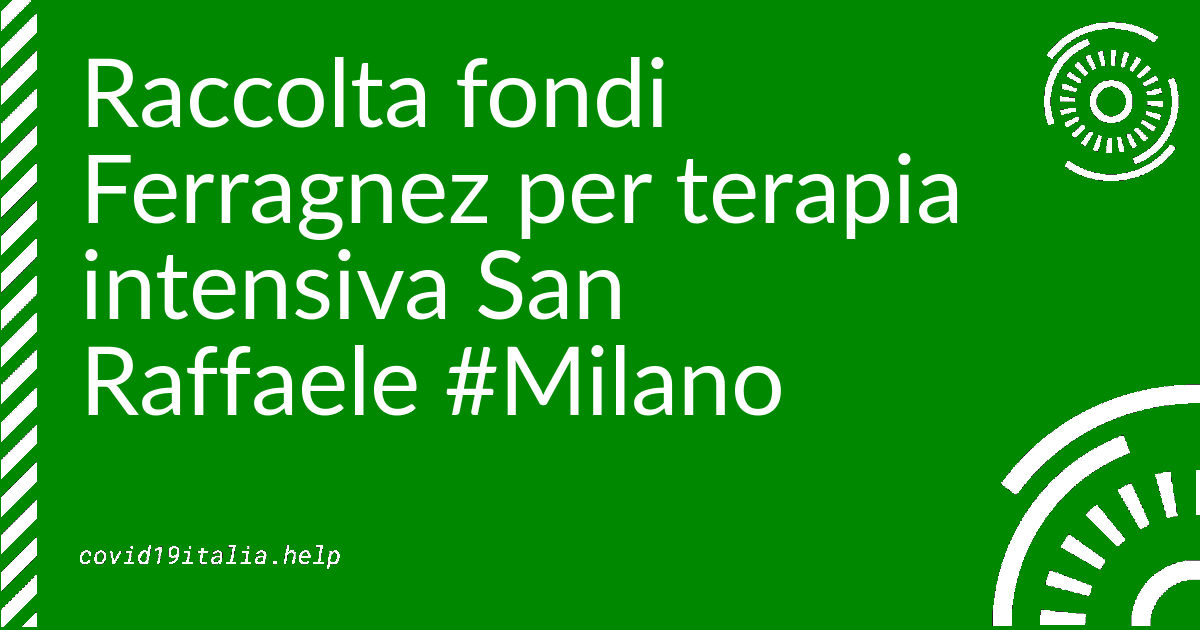 Raccolta fondi
Ferragnez per terapia
intensiva San
Raffaele #Milano
covid19italia.help